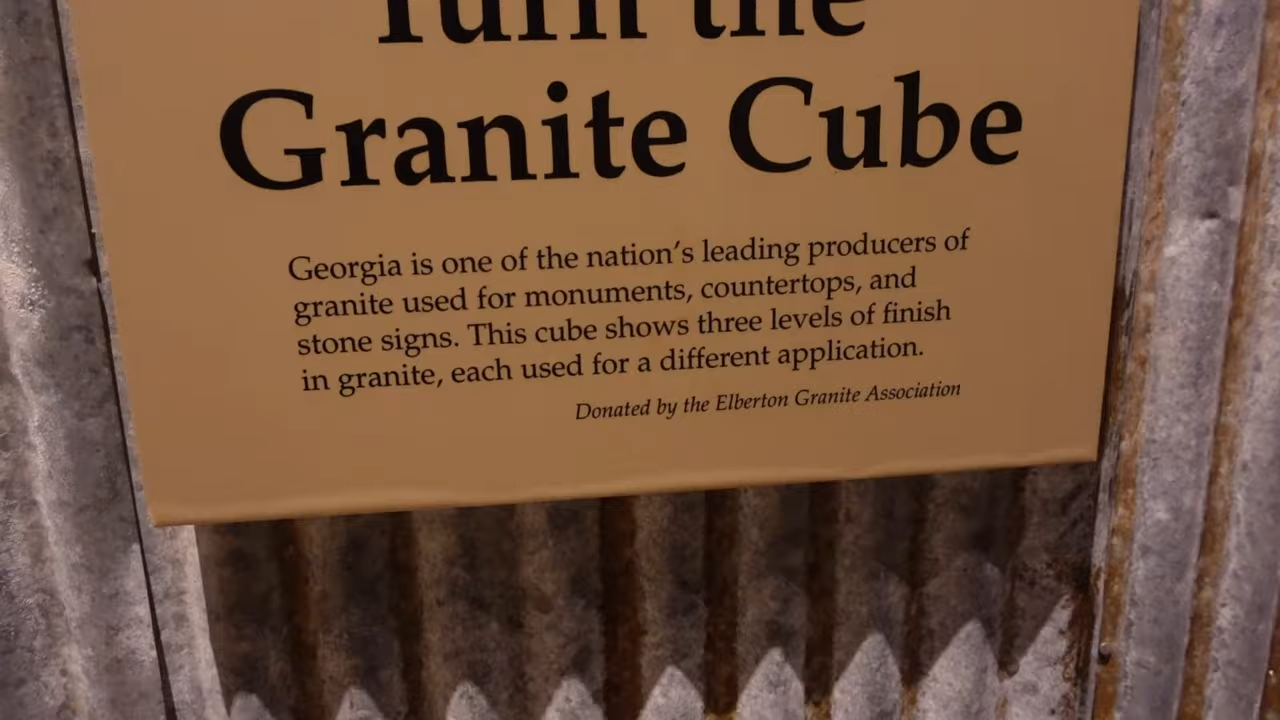 Turn the
Granite Cube
Georgia is one of the nation's leading producers of
granite used for monuments, countertops, and
stone signs. This cube shows three levels of finish
in granite, each used for a different application.
Donated by the Elberton Granite Association